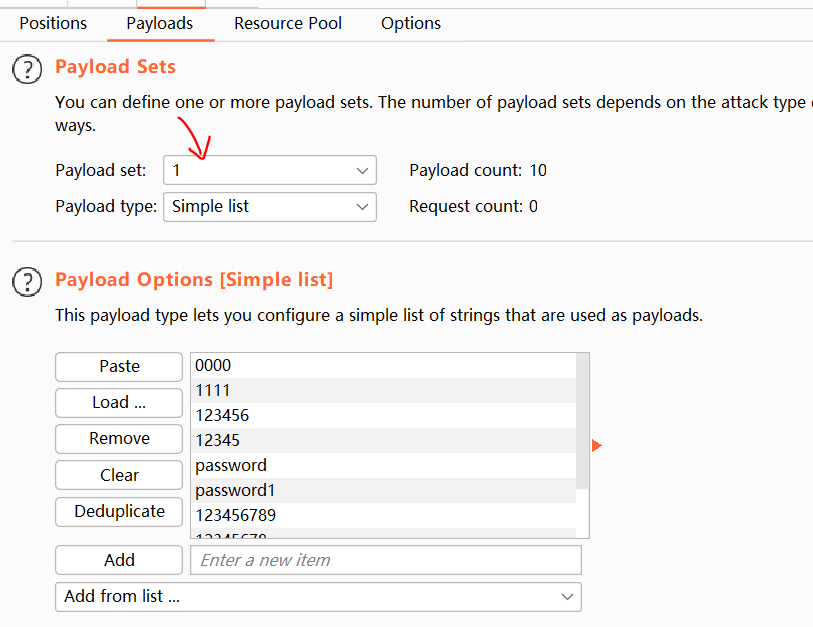 Positions Payloads Resource Pool Options
? Payload Sets
You can define one or more payload sets. The number of payload sets depends on the attack type
ways.
Payload set: 1 Payload count: 10
Payload type: Simple list Request count: 0
? Payload Options [Simple list]
This payload type lets you configure a simple list of strings that are used as payloads.
Paste
Load ...
Remove
Clear
Deduplicate
0000
1111
123456
12345
password
password1
123456789
Add Enter a new item
Add from list ...